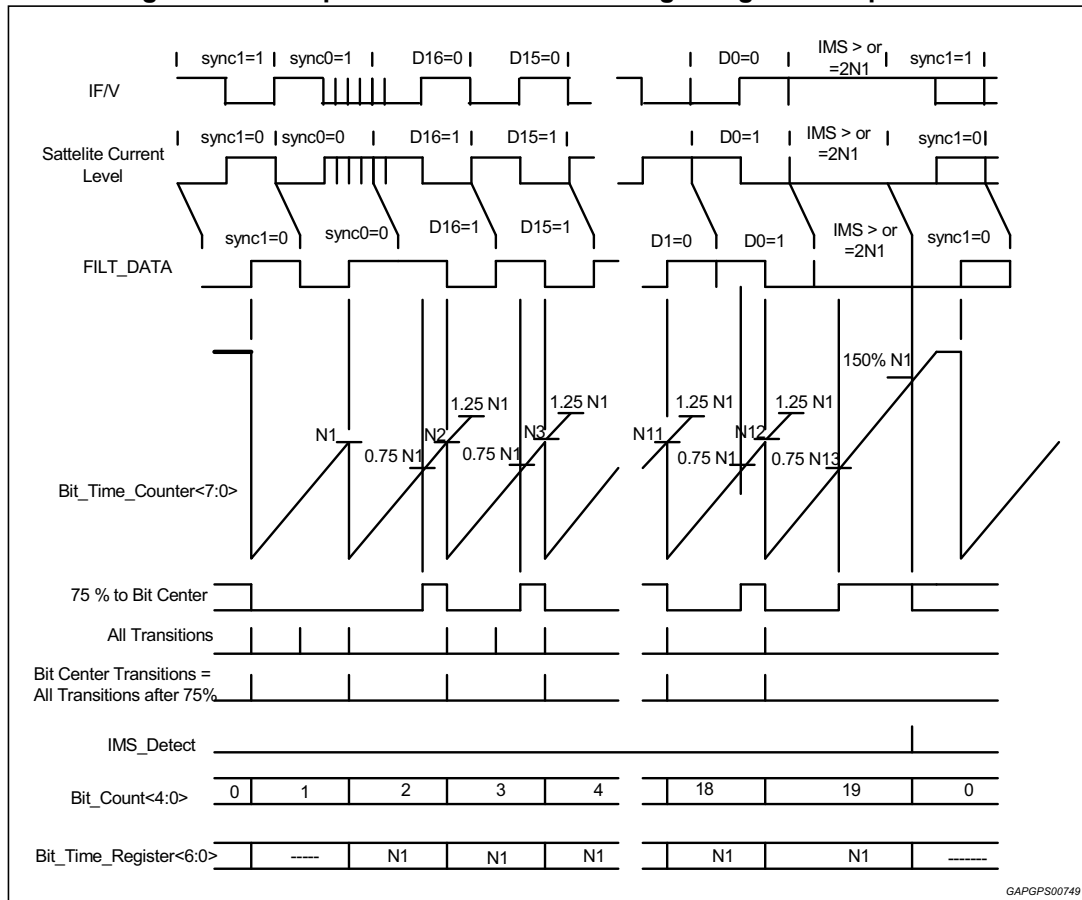 IMS > or
=2N1
sync1=1 sync0=1 D16=0 D15=0 D0=0 sync1=1
IF/V
sync1=0 sync0=0 D16=1 D15=1 D0=1 IMS > or
=2N1 sync1=0
Sattelite Current
Level
sync1=0 sync0=0 D16=1 D15=1 D1=0 D0=1 IMS > or
=2N1 sync1=0
FILT_DATA
150% N1
1.25 N1 1.25 N1 1.25 N1 1.25 N1
N1 N2 N3 N11 N12
0.75 N1 0.75 N1 0.75 N1 0.75 N13
Bit_Time_Counter<7:0>
75 % to Bit Center
All Transitions
Bit Center Transitions =
All Transitions after 75%
IMS_Detect
Bit_Count<4:0> 0 1 2 3 4 18 19 0
Bit_Time_Register<6:0> ----- N1 N1 N1 N1 N1 -------
GAPGPS00749